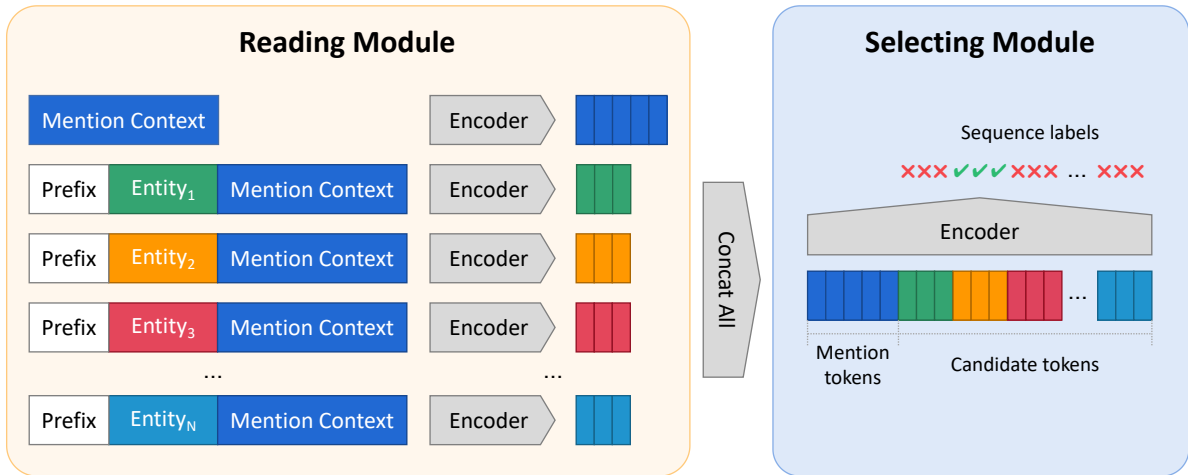 Reading Module
Mention Context Encoder
Prefix Entity₁ Mention Context Encoder
Prefix Entity₂ Mention Context Encoder
Prefix Entity₃ Mention Context Encoder
... ...
Prefix Entity_N Mention Context Encoder
Concat All
Selecting Module
Sequence labels
×××✓✓✓××× ... ×××
Encoder
...
Mention
tokens
Candidate tokens